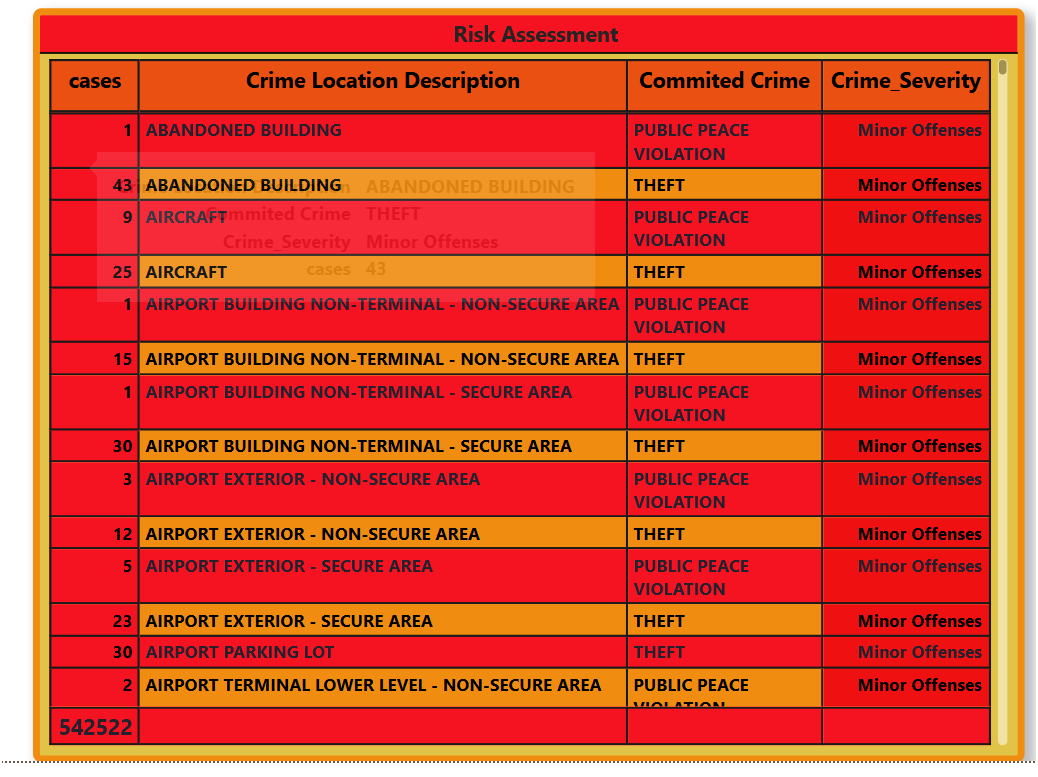 Risk Assessment
cases Crime Location Description Commited Crime Crime_Severity
1 ABANDONED BUILDING PUBLIC PEACE VIOLATION Minor Offenses
43 ABANDONED BUILDING THEFT Minor Offenses
9 AIRCRAFT PUBLIC PEACE VIOLATION Minor Offenses
25 AIRCRAFT THEFT Minor Offenses
1 AIRPORT BUILDING NON-TERMINAL - NON-SECURE AREA PUBLIC PEACE VIOLATION Minor Offenses
15 AIRPORT BUILDING NON-TERMINAL - NON-SECURE AREA THEFT Minor Offenses
1 AIRPORT BUILDING NON-TERMINAL - SECURE AREA PUBLIC PEACE VIOLATION Minor Offenses
30 AIRPORT BUILDING NON-TERMINAL - SECURE AREA THEFT Minor Offenses
3 AIRPORT EXTERIOR - NON-SECURE AREA PUBLIC PEACE VIOLATION Minor Offenses
12 AIRPORT EXTERIOR - NON-SECURE AREA THEFT Minor Offenses
5 AIRPORT EXTERIOR - SECURE AREA PUBLIC PEACE VIOLATION Minor Offenses
23 AIRPORT EXTERIOR - SECURE AREA THEFT Minor Offenses
30 AIRPORT PARKING LOT THEFT Minor Offenses
2 AIRPORT TERMINAL LOWER LEVEL - NON-SECURE AREA PUBLIC PEACE VIOLATION Minor Offenses
542522
Crime Location Description ABANDONED BUILDING
Commited Crime THEFT
Crime_Severity Minor Offenses
cases 43